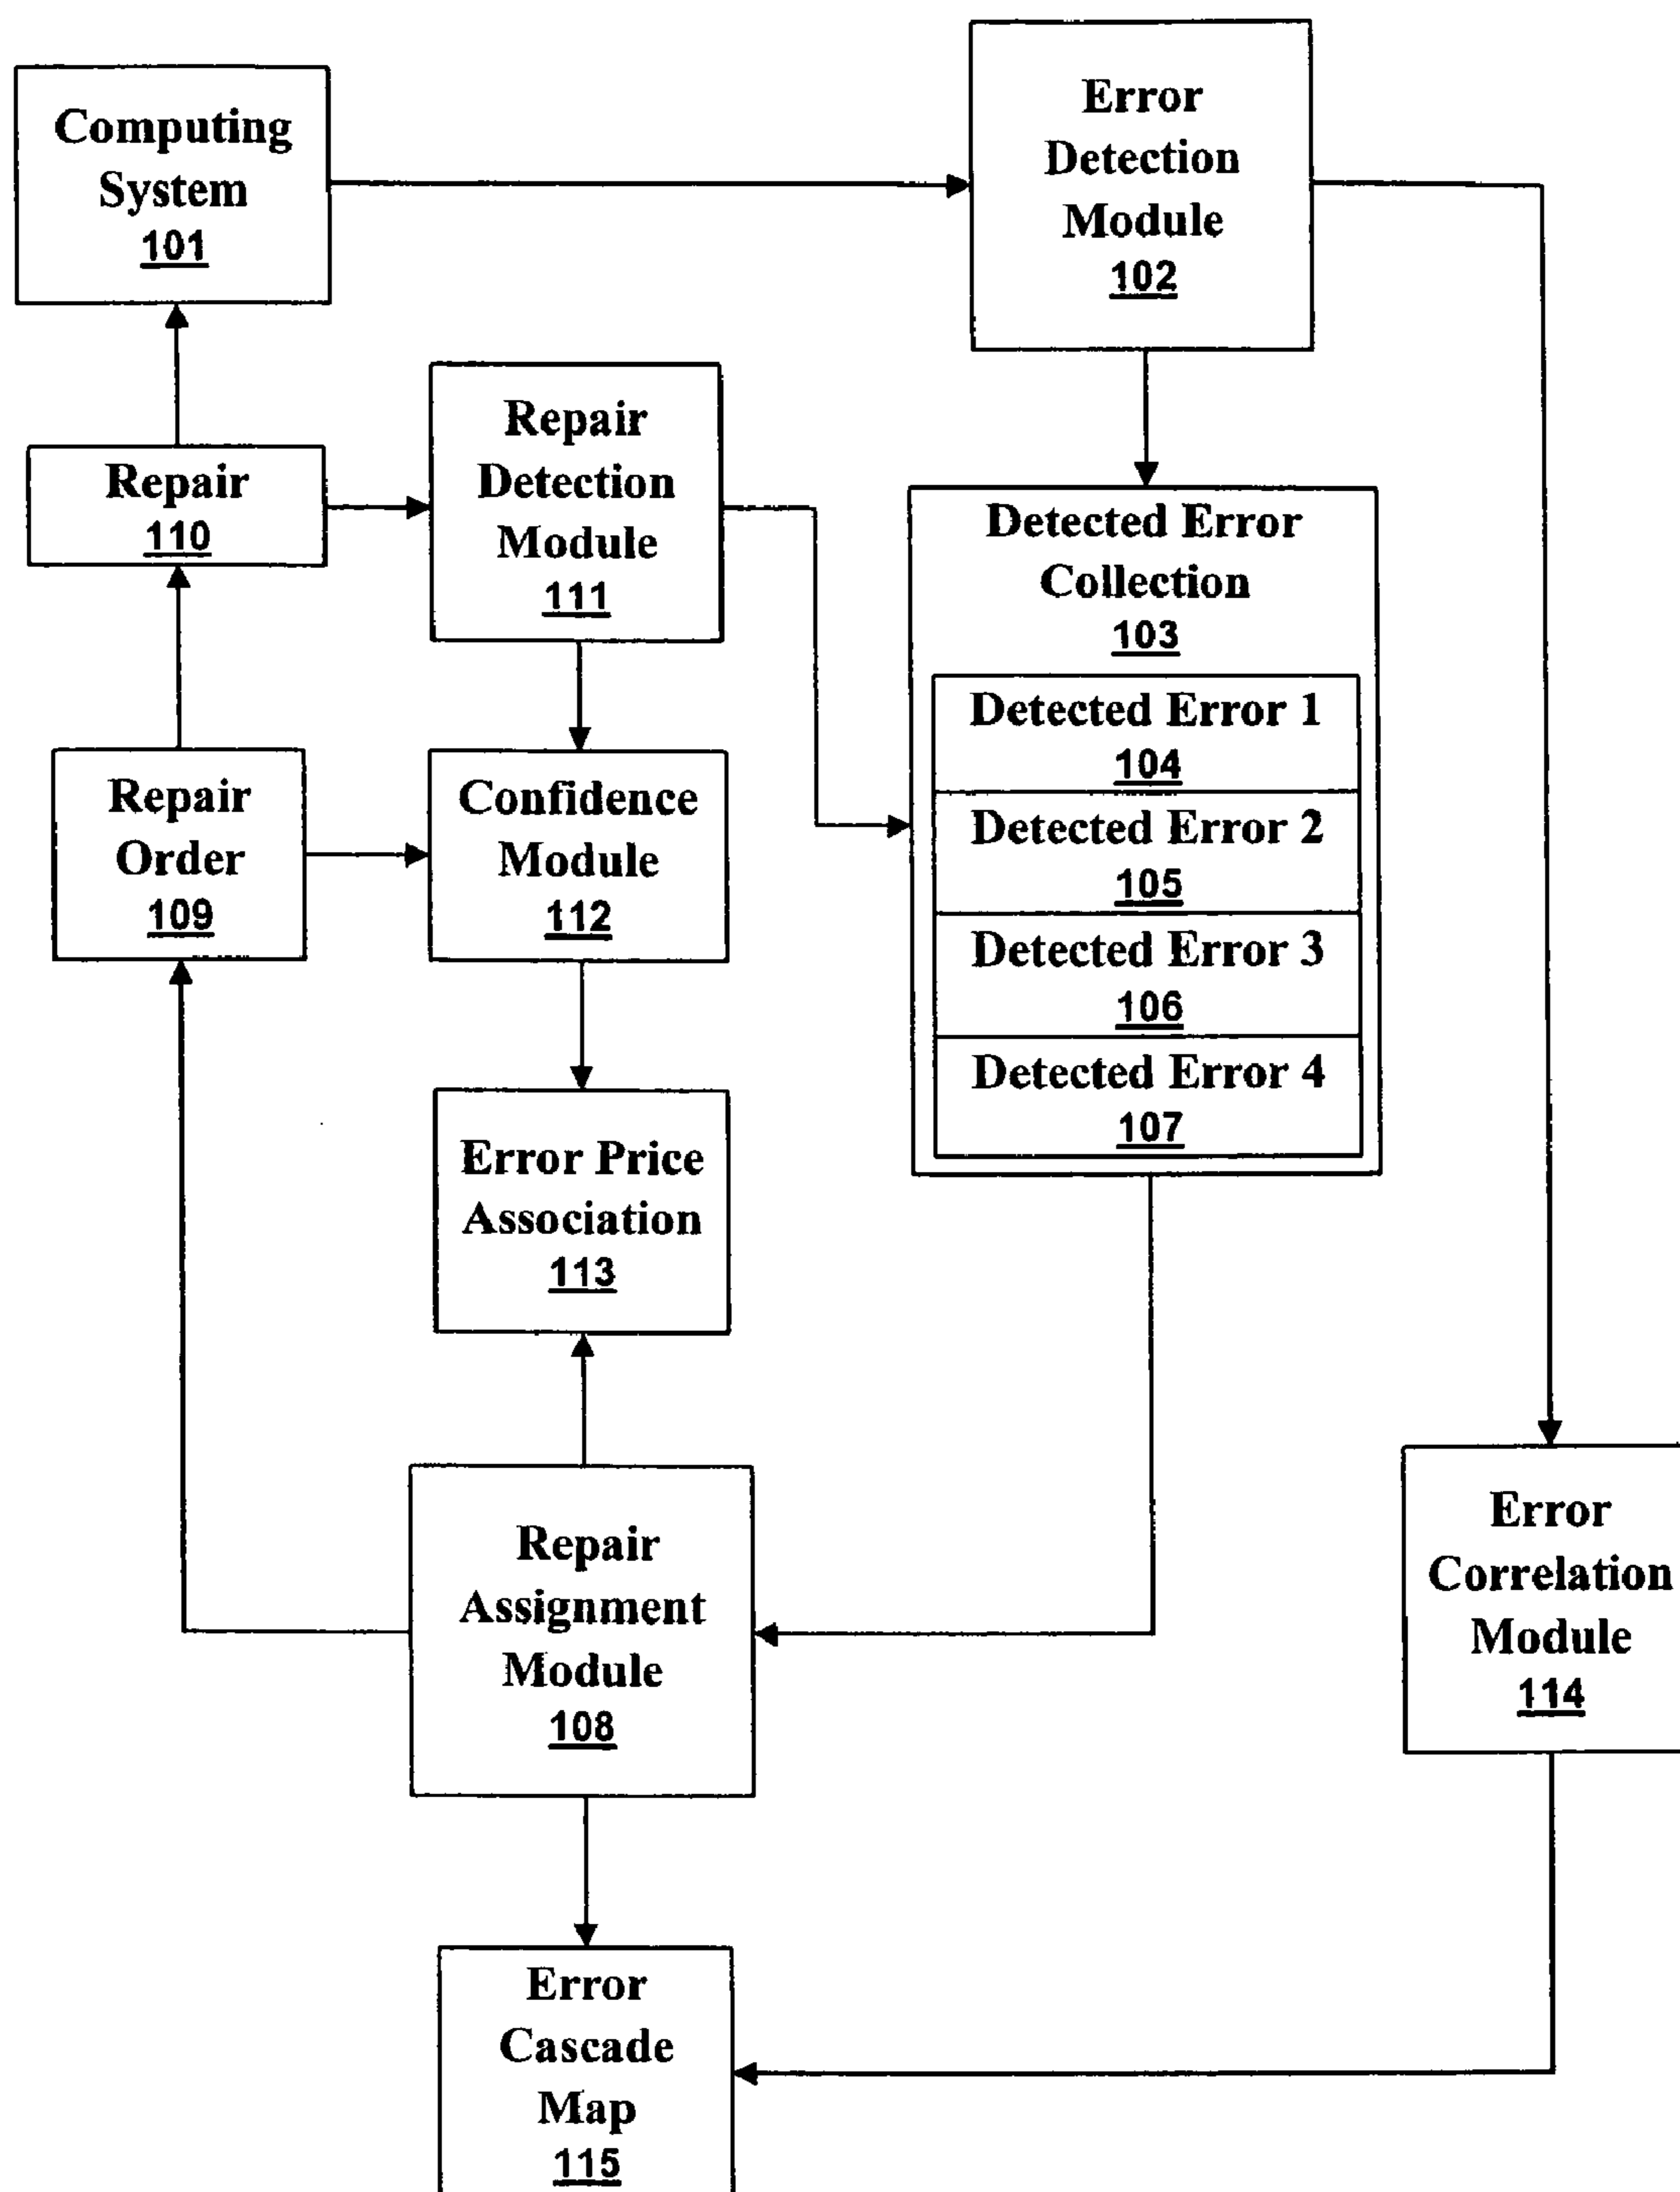 Computing
System
101
Error
Detection
Module
102
Repair
110
Repair
Detection
Module
111
Detected Error
Collection
103
Detected Error 1
104
Detected Error 2
105
Detected Error 3
106
Detected Error 4
107
Repair
Order
109
Confidence
Module
112
Error Price
Association
113
Repair
Assignment
Module
108
Error
Correlation
Module
114
Error
Cascade
Map
115